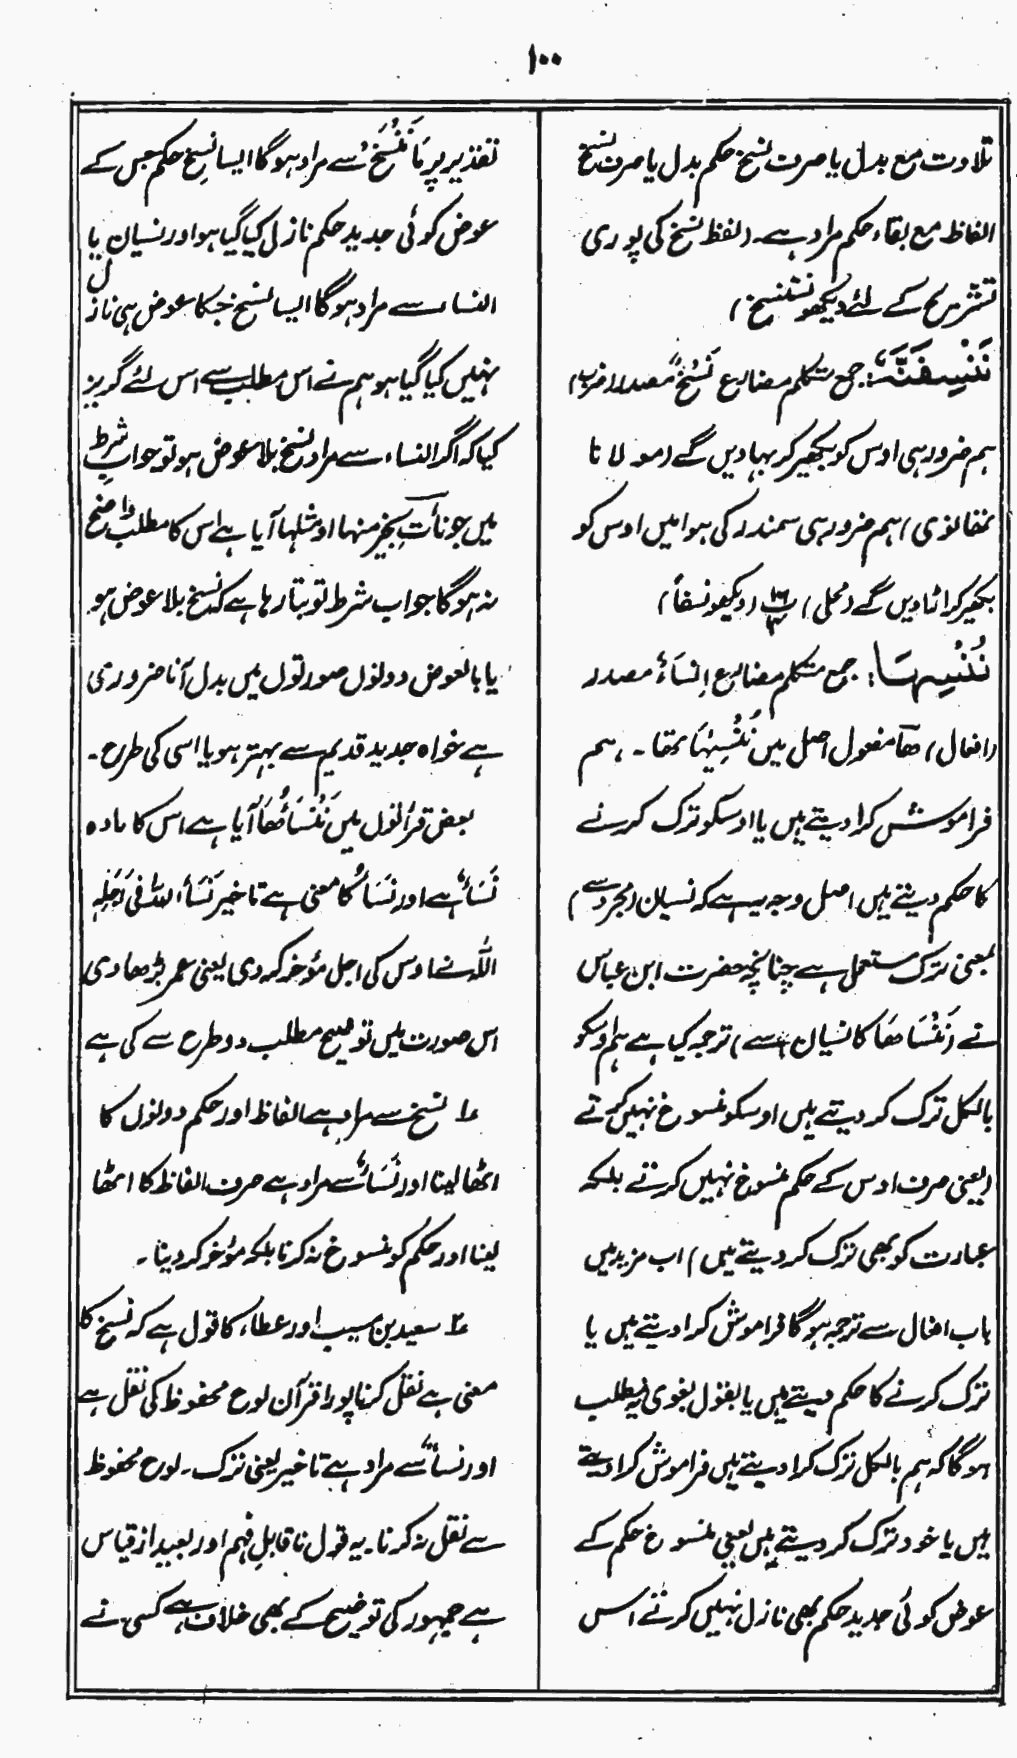 ۱۰۰
تلاوت مع بدل یا صرف نسخ حکم بدل یا صرف نسخ
الفاظ مع بقاء حکم مراد ہے۔ (لفظ نسخ کی پوری
تشریح کے لئے دیکھو نستنسخ)
نَنْسِفَنَّہٗ: جمع متکلم مضارع نَسْفٌ مصدر (ضرب)
ہم ضرور ہی اوس کو بکھیر کر بہا دیں گے (مولانا
تھانوی) ہم ضرور ہی سمندر کی ہوا میں اوس کو
بکھیر کر اڑا دیں گے (محلی) (دیکھو نسفاً)
نُنْسِہَا: جمع متکلم مضارع اِنْسَاءٌ مصدر
(افعال) ھا مفعول اصل میں نُنْسِیْہَا تھا۔ ہم
فراموش کرا دیتے ہیں یا اوسکو ترک کرنے
کا حکم دیتے ہیں اصل وجہ یہ ہے کہ نسیان (مجرد سے)
بمعنی ترک مستعمل ہے چنانچہ حضرت ابن عباس
نے (نَنْسَاھَا کا نسیان سے) ترجمہ کیا ہے ہم اوسکو
بالکل ترک کر دیتے ہیں اوسکو منسوخ نہیں کرتے
(یعنی صرف اوس کے حکم منسوخ نہیں کرتے بلکہ
عبارت کو بھی ترک کر دیتے ہیں) اب مزید میں
باب افعال سے ترجمہ ہوگا فراموش کرا دیتے ہیں یا
ترک کرنے کا حکم دیتے ہیں یا بقول بغوی یہ مطلب
ہوگا کہ ہم بالکل ترک کرا دیتے ہیں فراموش کرا دیتے
ہیں یا خود ترک کر دیتے ہیں یعنی منسوخ حکم کے
عوض کوئی جدید حکم بھی نازل نہیں کرتے اس
تقدیر پر مَا نَنْسَخْ سے مراد ہوگا ایسا نسخ حکم جس کے
عوض کوئی جدید حکم نازل کیا گیا ہو اور نسیان یا
انساء سے مراد ہوگا ایسا نسخ جسکا عوض ہی نازل
نہیں کیا گیا ہو ہم نے اس مطلب سے اس لئے گریز
کیا کہ اگر انساء سے مراد نسخ بلا عوض ہو تو جواب شرط
میں جو نأت بخیر منہا او مثلہا آیا ہے اس کا مطلب واضح
نہ ہوگا جواب شرط تو بتا رہا ہے کہ نسخ بلا عوض ہو
یا بالعوض دونوں صورتوں میں بدل آنا ضروری
ہے خواہ جدید قدیم سے بہتر ہو یا اسی کی طرح۔
بعض قرأتوں میں نَنْسَأُھَا آیا ہے اس کا مادہ
نَسَأَ ہے اور نَسَأَ کا معنی ہے تاخیر نَسَأَ اللہُ فِی اَجَلِہٖ
اللہ نے اوس کی اجل مؤخر کر دی یعنی عمر بڑھا دی
اس صورت میں توضیح مطلب دو طرح سے کی ہے
۱؎ نسخ سے مراد ہے الفاظ اور حکم دونوں کا
اٹھا لینا اور نَسَأَ سے مراد ہے صرف الفاظ کا اٹھا
لینا اور حکم کو منسوخ نہ کرنا بلکہ مؤخر کر دینا۔
۲؎ سعید بن مسیب اور عطاء کا قول ہے کہ نسخ کا
معنی ہے نقل کرنا پورا قرآن لوح محفوظ کی نقل ہے
اور نسأ سے مراد ہے تاخیر یعنی ترک۔ لوح محفوظ
سے نقل نہ کرنا۔ یہ قول ناقابل فہم اور بعید از قیاس
ہے جمہور کی توضیح کے بھی خلاف ہے کسی نے